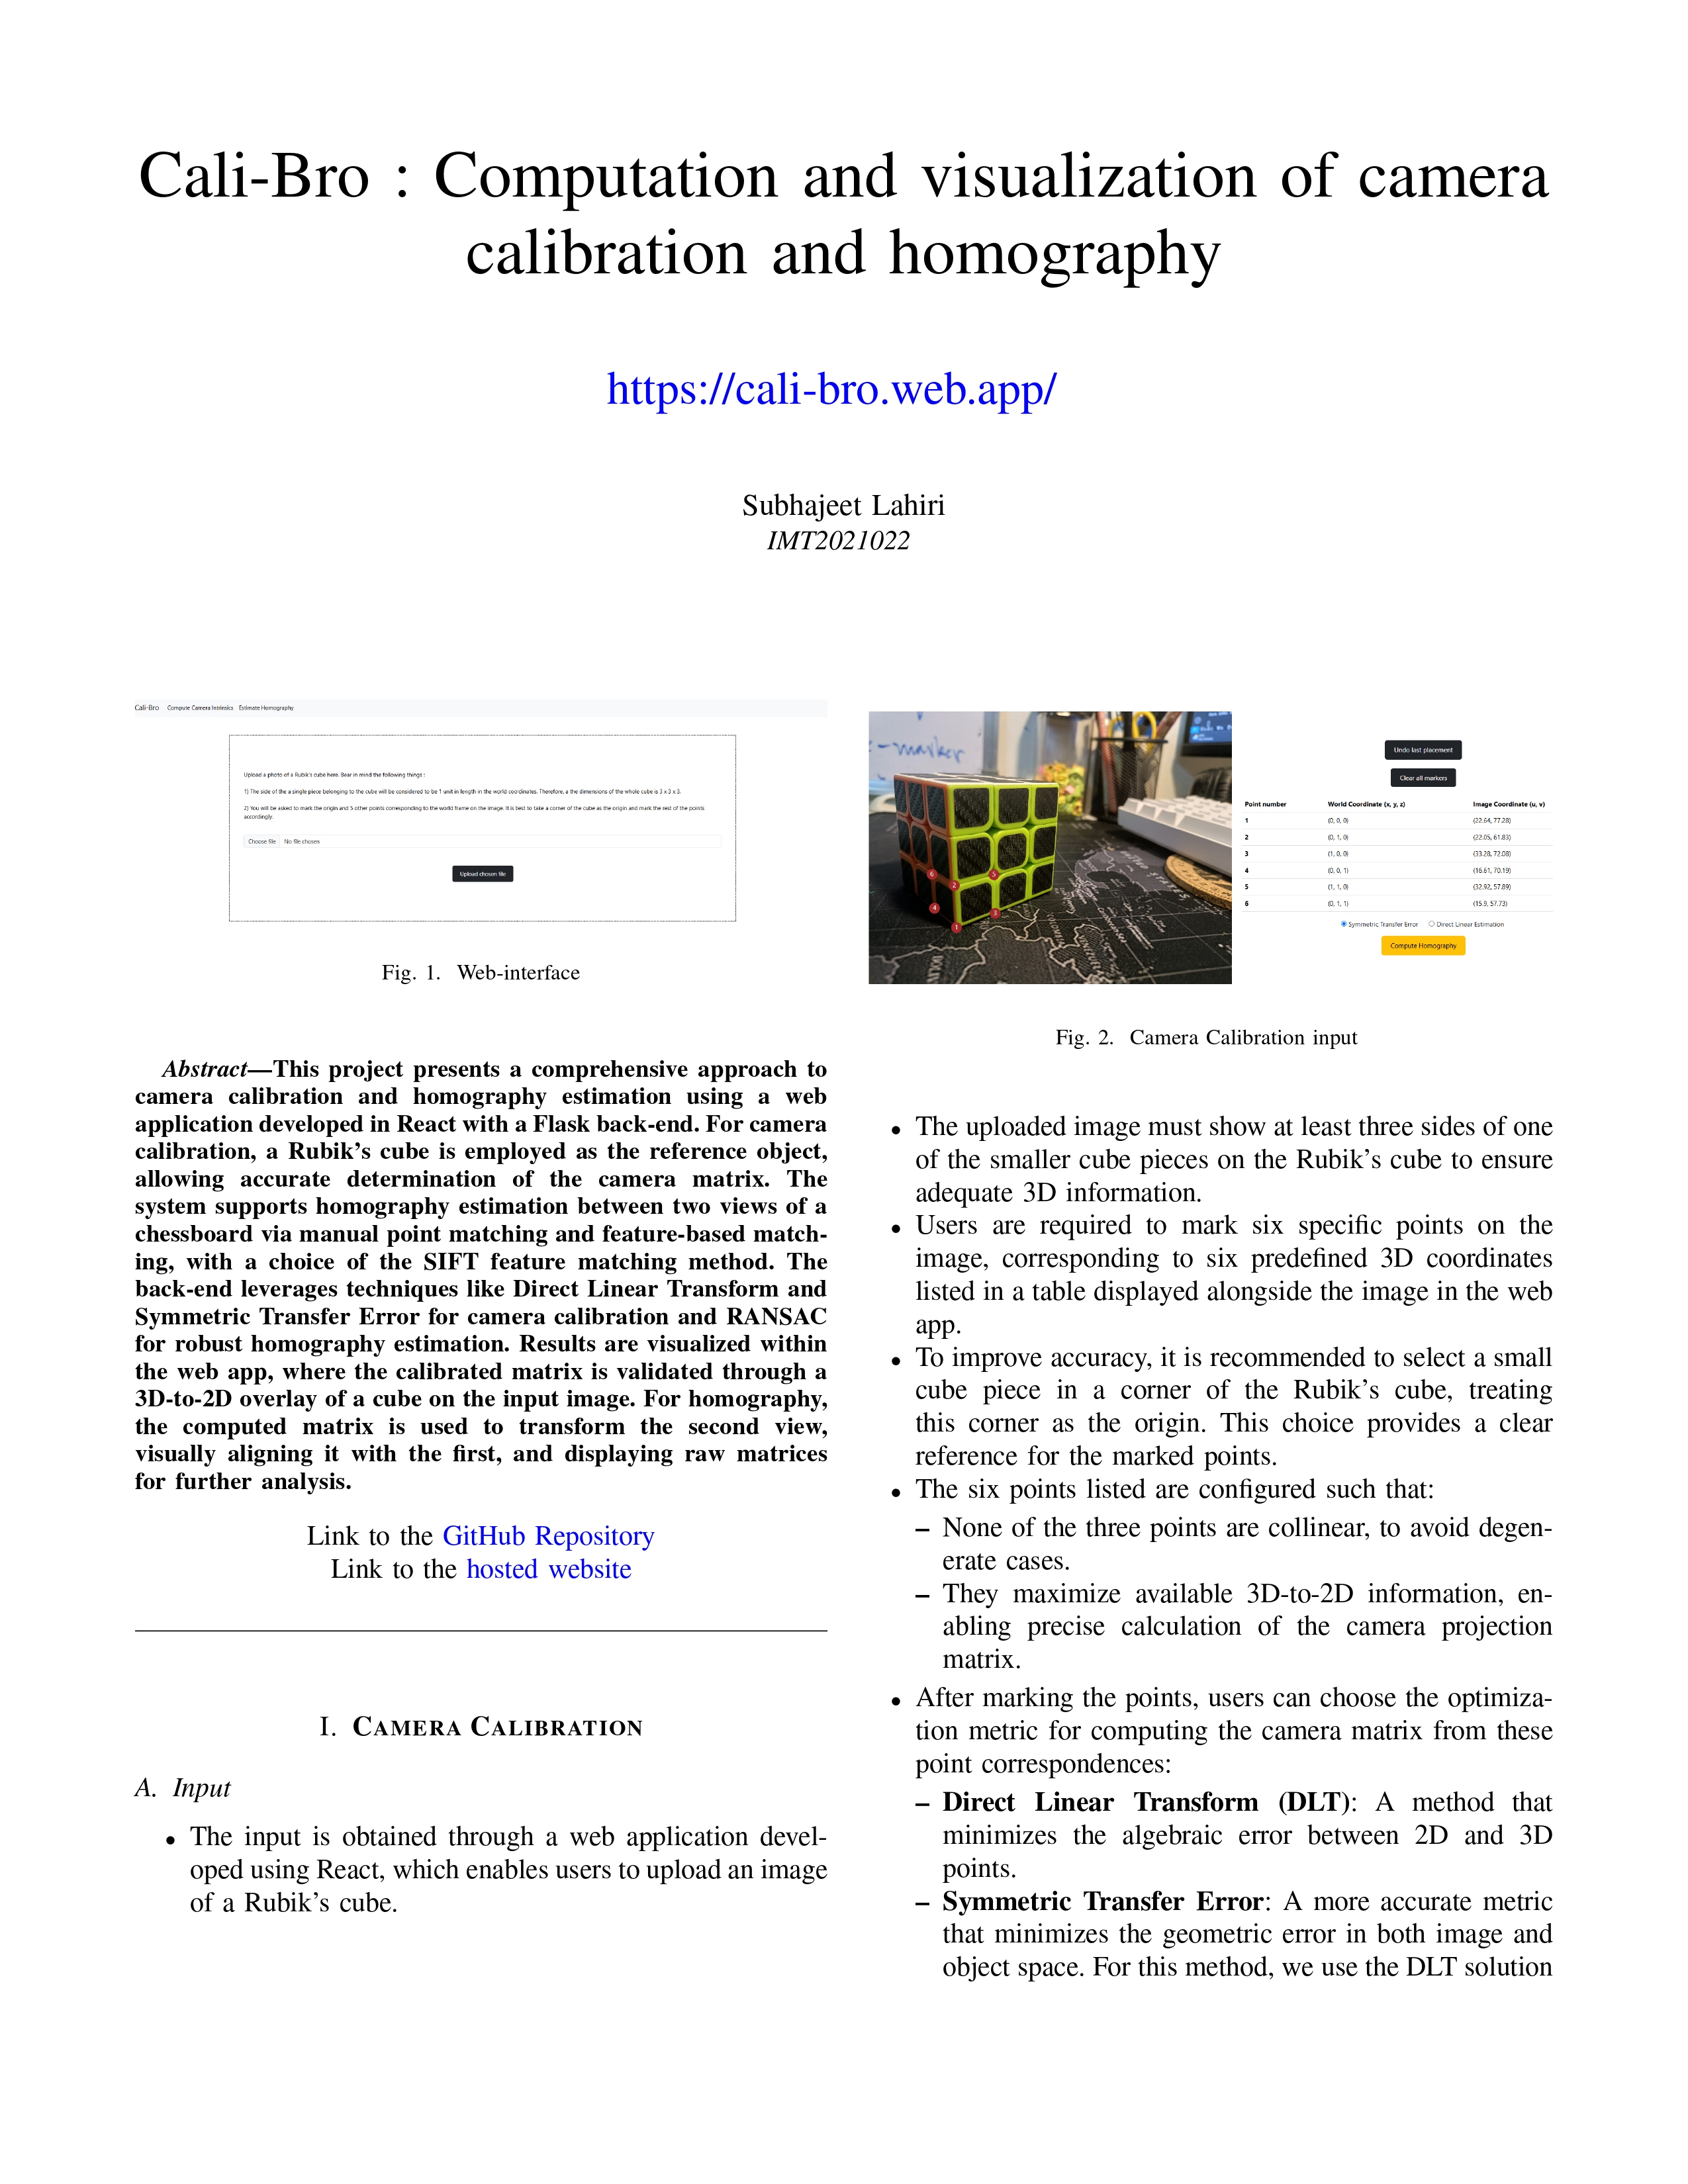 Cali-Bro : Computation and visualization of camera
calibration and homography
https://cali-bro.web.app/
Subhajeet Lahiri
IMT2021022
Cali-Bro Compute Camera Intrinsics Estimate Homography
Upload a photo of a Rubik's cube here. Bear in mind the following things :
1) The side of the a single piece belonging to the cube will be considered to be 1 unit in length in the world coordinates. Therefore, a the dimensions of the whole cube is 3 x 3 x 3.
2) You will be asked to mark the origin and 5 other points corresponding to the world frame on the image. It is best to take a corner of the cube as the origin and mark the rest of the points
accordingly.
Choose file No file chosen
Upload chosen file
Fig. 1. Web-interface
Abstract—This project presents a comprehensive approach to
camera calibration and homography estimation using a web
application developed in React with a Flask back-end. For camera
calibration, a Rubik's cube is employed as the reference object,
allowing accurate determination of the camera matrix. The
system supports homography estimation between two views of a
chessboard via manual point matching and feature-based match-
ing, with a choice of the SIFT feature matching method. The
back-end leverages techniques like Direct Linear Transform and
Symmetric Transfer Error for camera calibration and RANSAC
for robust homography estimation. Results are visualized within
the web app, where the calibrated matrix is validated through a
3D-to-2D overlay of a cube on the input image. For homography,
the computed matrix is used to transform the second view,
visually aligning it with the first, and displaying raw matrices
for further analysis.
Link to the GitHub Repository
Link to the hosted website
I. CAMERA CALIBRATION
A. Input
• The input is obtained through a web application devel-
oped using React, which enables users to upload an image
of a Rubik's cube.
-marker
6
5
2
4
3
1
Undo last placement
Clear all markers
Point number World Coordinate (x, y, z) Image Coordinate (u, v)
1 (0, 0, 0) (22.64, 77.28)
2 (0, 1, 0) (22.05, 61.83)
3 (1, 0, 0) (33.28, 72.08)
4 (0, 0, 1) (16.61, 70.19)
5 (1, 1, 0) (32.92, 57.89)
6 (0, 1, 1) (15.9, 57.73)
Symmetric Transfer Error Direct Linear Estimation
Compute Homography
Fig. 2. Camera Calibration input
• The uploaded image must show at least three sides of one
of the smaller cube pieces on the Rubik's cube to ensure
adequate 3D information.
• Users are required to mark six specific points on the
image, corresponding to six predefined 3D coordinates
listed in a table displayed alongside the image in the web
app.
• To improve accuracy, it is recommended to select a small
cube piece in a corner of the Rubik's cube, treating
this corner as the origin. This choice provides a clear
reference for the marked points.
• The six points listed are configured such that:
– None of the three points are collinear, to avoid degen-
erate cases.
– They maximize available 3D-to-2D information, en-
abling precise calculation of the camera projection
matrix.
• After marking the points, users can choose the optimiza-
tion metric for computing the camera matrix from these
point correspondences:
– Direct Linear Transform (DLT): A method that
minimizes the algebraic error between 2D and 3D
points.
– Symmetric Transfer Error: A more accurate metric
that minimizes the geometric error in both image and
object space. For this method, we use the DLT solution